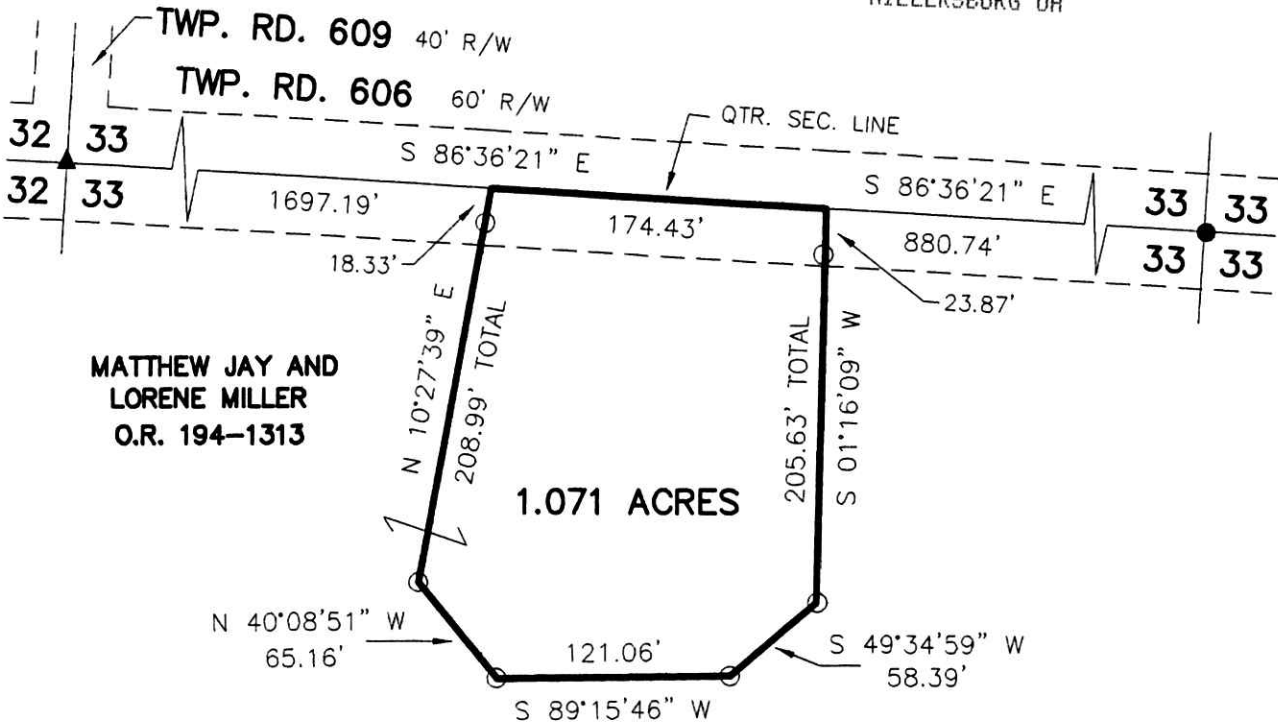 TWP. RD. 609 40' R/W
TWP. RD. 606 60' R/W
QTR. SEC. LINE
32 33
32 33
S 86°36'21" E
S 86°36'21" E
33 33
33 33
1697.19'
174.43'
880.74'
18.33'
23.87'
N 10°27'39" E
208.99' TOTAL
205.63' TOTAL
S 01°16'09" W
MATTHEW JAY AND
LORENE MILLER
O.R. 194-1313
1.071 ACRES
N 40°08'51" W
65.16'
121.06'
S 89°15'46" W
S 49°34'59" W
58.39'